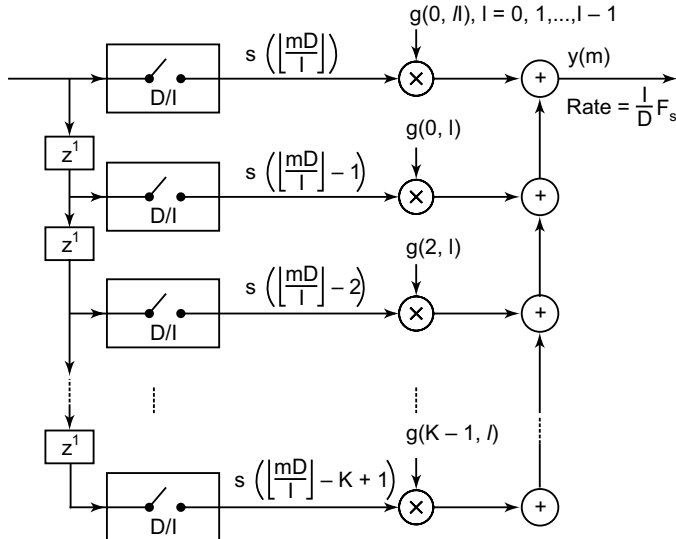 g(0, lI), I = 0, 1,...,I – 1
s (⌊mD/I⌋)
D/I
× + y(m)
Rate = I/D Fs
z¹
g(0, I)
s (⌊mD/I⌋ – 1)
D/I
× +
z¹
g(2, I)
s (⌊mD/I⌋ – 2)
D/I
× +
g(K – 1, l)
z¹
s (⌊mD/I⌋ – K + 1)
D/I
× +